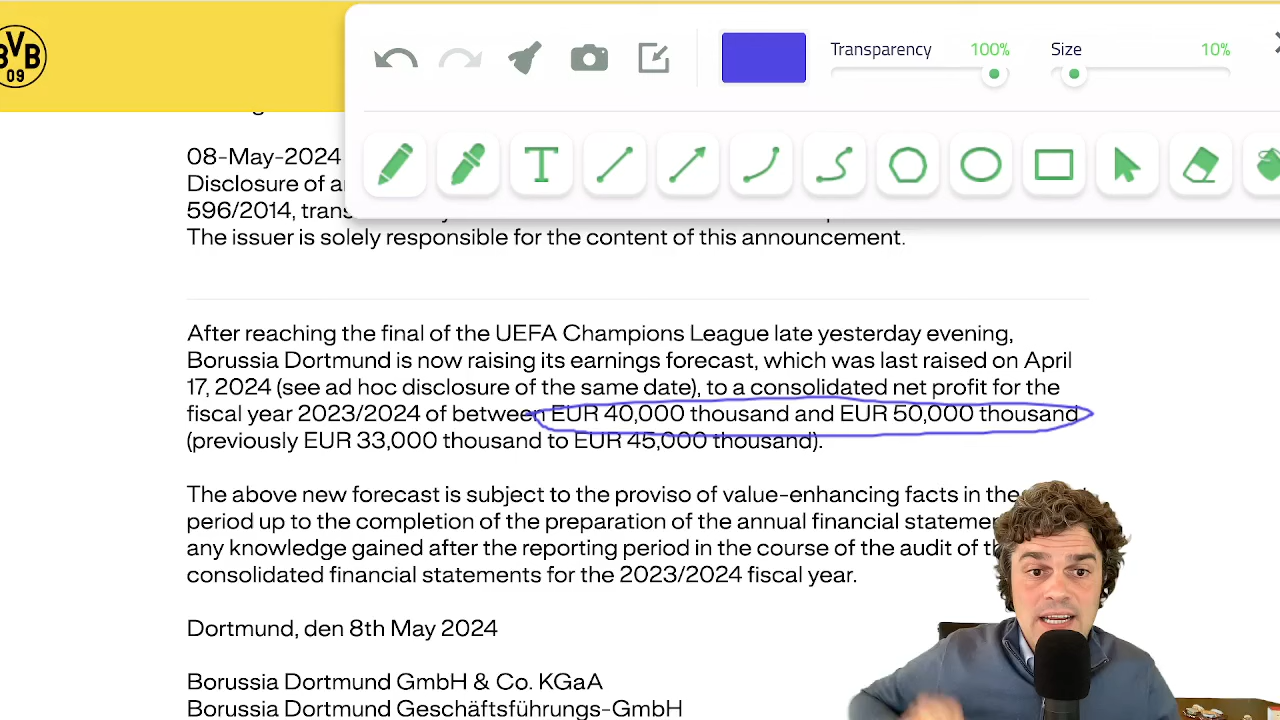 BVB
09
Transparency 100% Size 10%
T
08-May-2024
Disclosure of
596/2014,
The issuer is solely responsible for the content of this announcement.
After reaching the final of the UEFA Champions League late yesterday evening,
Borussia Dortmund is now raising its earnings forecast, which was last raised on April
17, 2024 (see ad hoc disclosure of the same date), to a consolidated net profit for the
fiscal year 2023/2024 of between EUR 40,000 thousand and EUR 50,000 thousand
(previously EUR 33,000 thousand to EUR 45,000 thousand).
The above new forecast is subject to the proviso of value-enhancing facts in the
period up to the completion of the preparation of the annual financial
any knowledge gained after the reporting period in the course of the audit of
consolidated financial statements for the 2023/2024 fiscal year.
Dortmund, den 8th May 2024
Borussia Dortmund GmbH & Co. KGaA
Borussia Dortmund Geschäftsführungs-GmbH